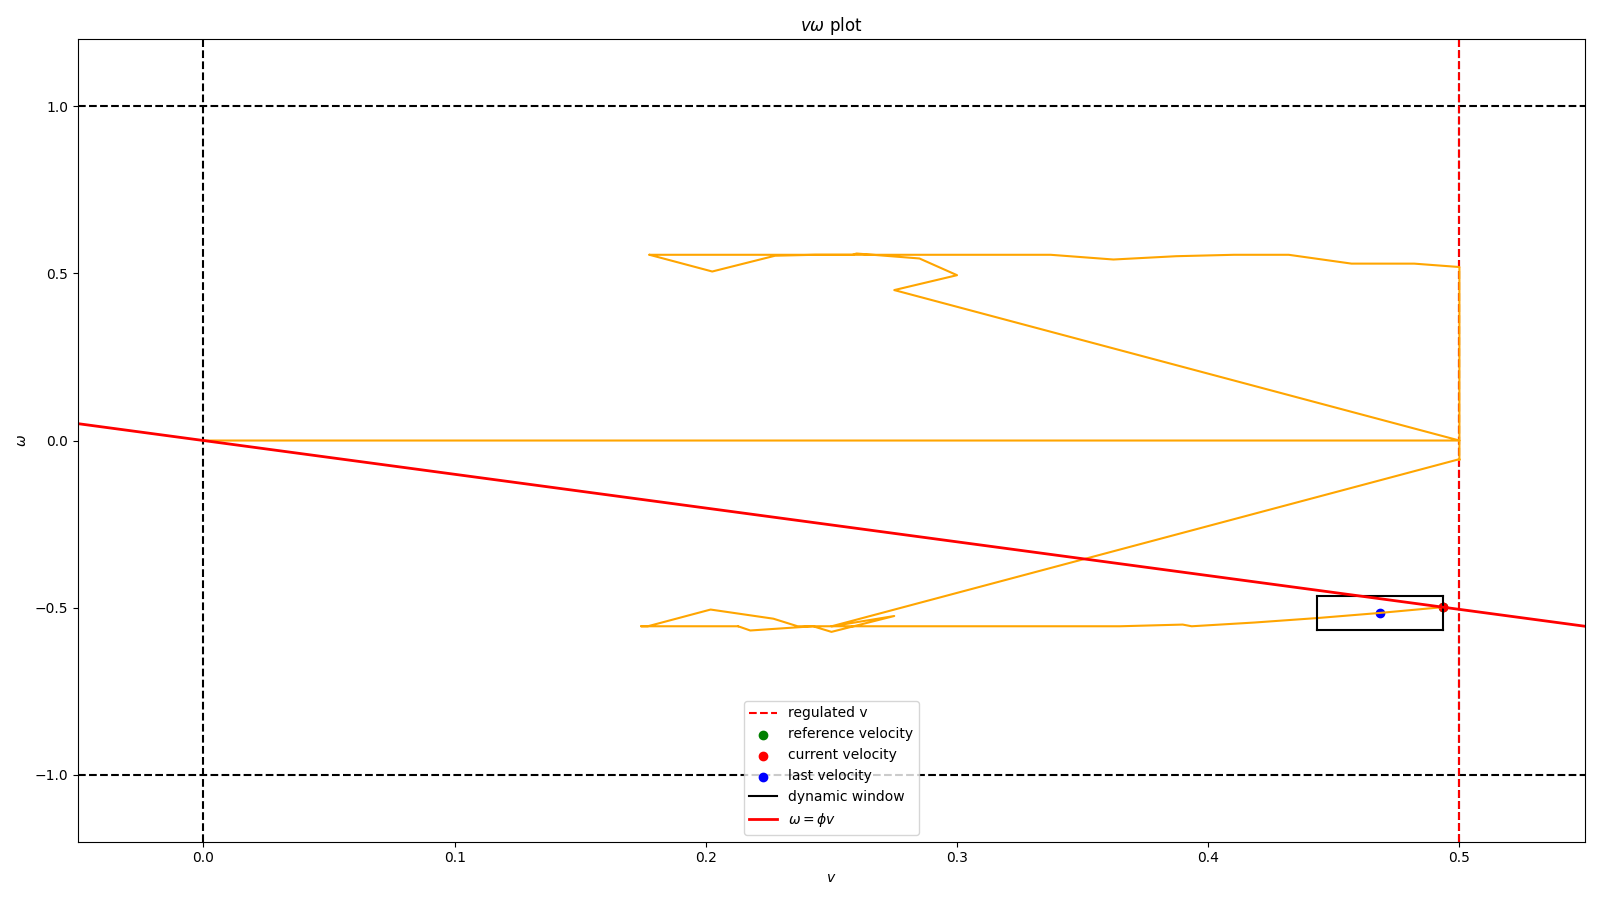 vω plot
1.0
0.5
0.0
−0.5
−1.0
ω
0.0 0.1 0.2 0.3 0.4 0.5
v
regulated v
reference velocity
current velocity
last velocity
dynamic window
ω = ϕv